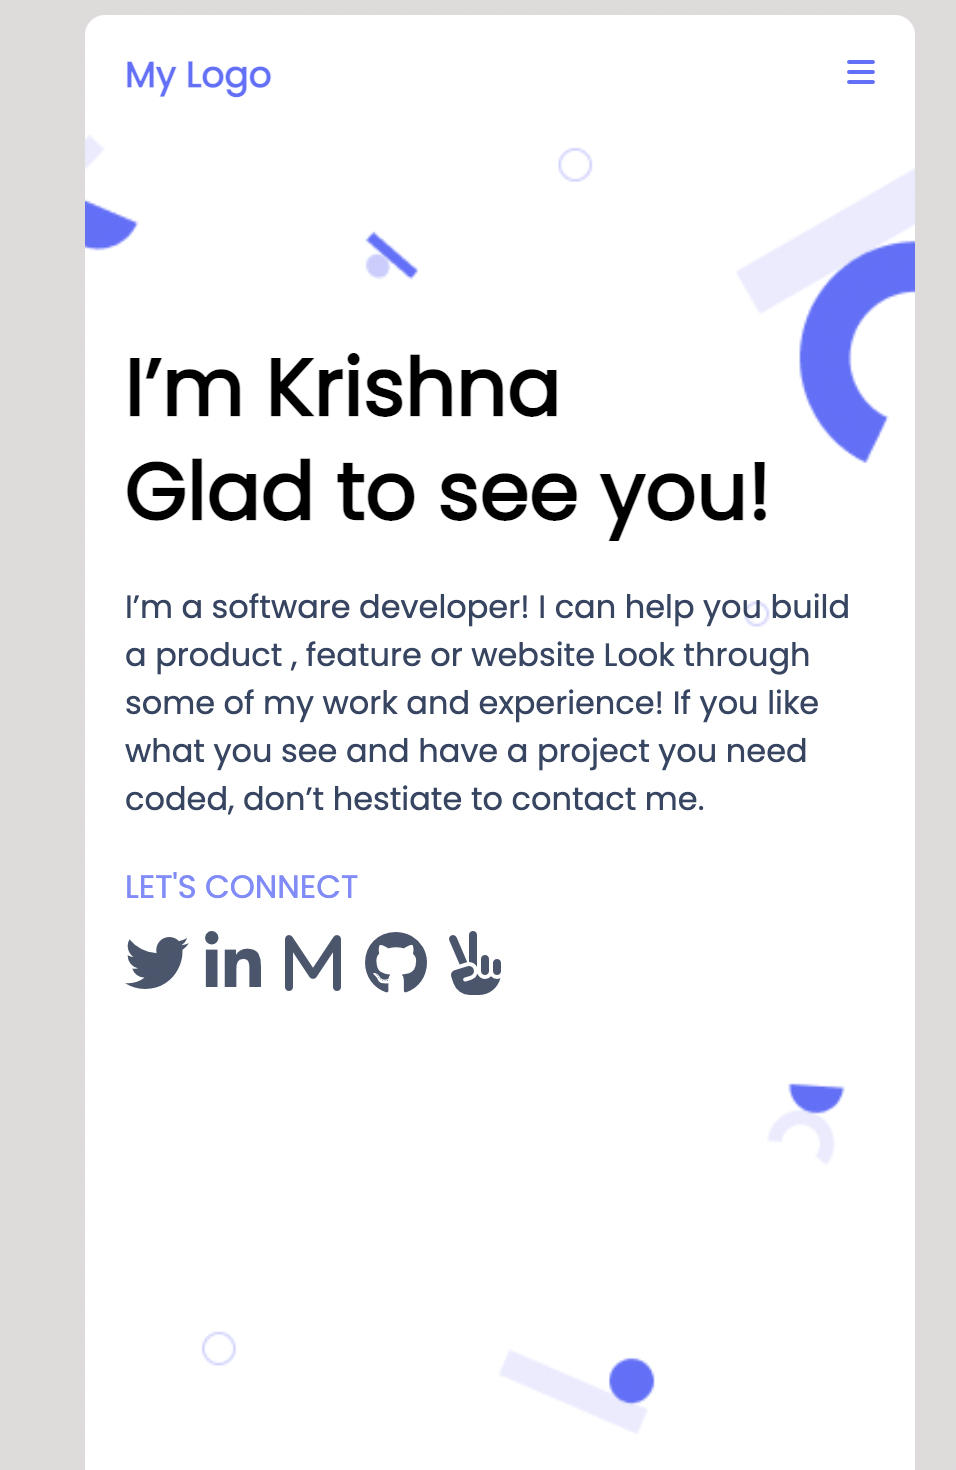 My Logo
I’m Krishna
Glad to see you!
I’m a software developer! I can help you build
a product , feature or website Look through
some of my work and experience! If you like
what you see and have a project you need
coded, don’t hestiate to contact me.
LET'S CONNECT